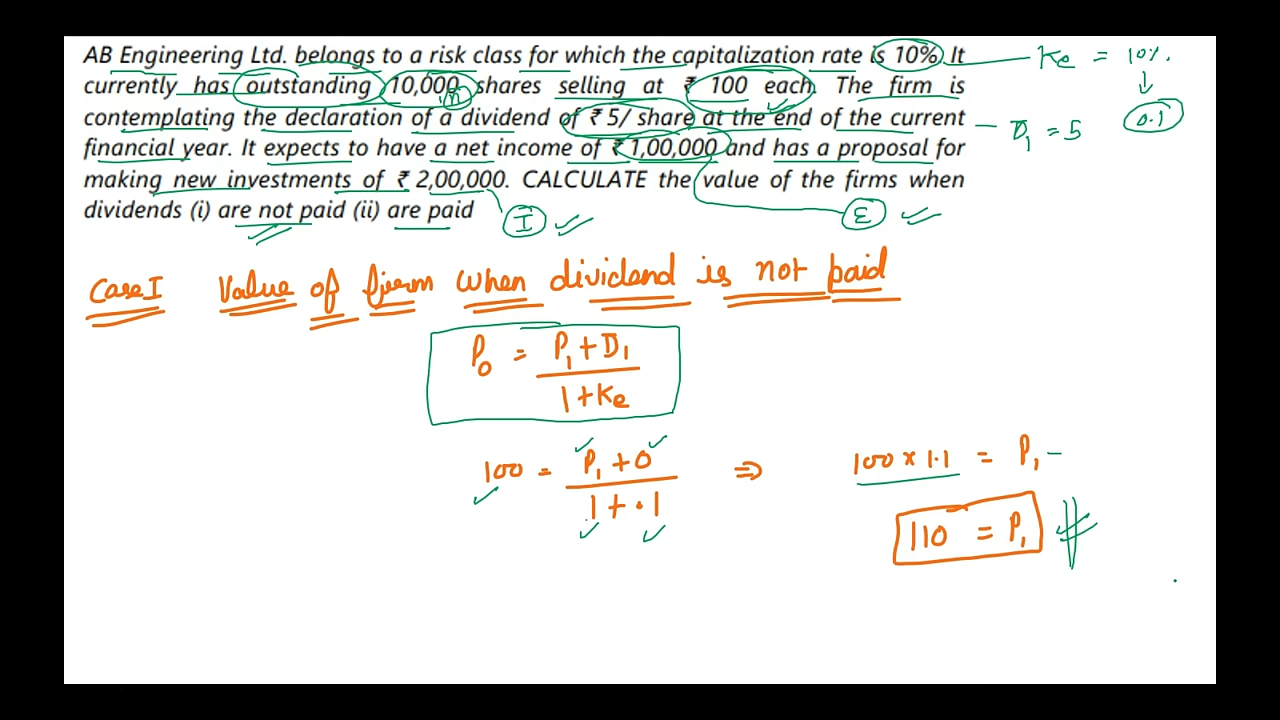 AB Engineering Ltd. belongs to a risk class for which the capitalization rate is 10%. It
currently has outstanding 10,000 shares selling at ₹ 100 each. The firm is
contemplating the declaration of a dividend of ₹ 5/ share at the end of the current
financial year. It expects to have a net income of ₹ 1,00,000 and has a proposal for
making new investments of ₹ 2,00,000. CALCULATE the value of the firms when
dividends (i) are not paid (ii) are paid
Ke = 10%.
↓
0.1
n
D₁ = 5
I
E
Case I Value of firm when dividend is not paid
P₀ = P₁ + D₁
1 + Ke
100 = P₁ + 0
1 + .1
⇒ 100 × 1.1 = P₁
110 = P₁